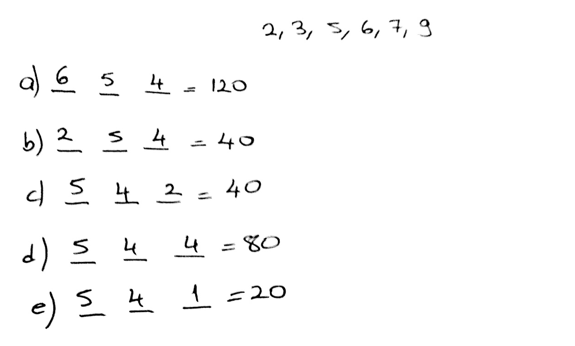 2, 3, 5, 6, 7, 9
a) 6 5 4 = 120
b) 2 5 4 = 40
c) 5 4 2 = 40
d) 5 4 4 = 80
e) 5 4 1 = 20